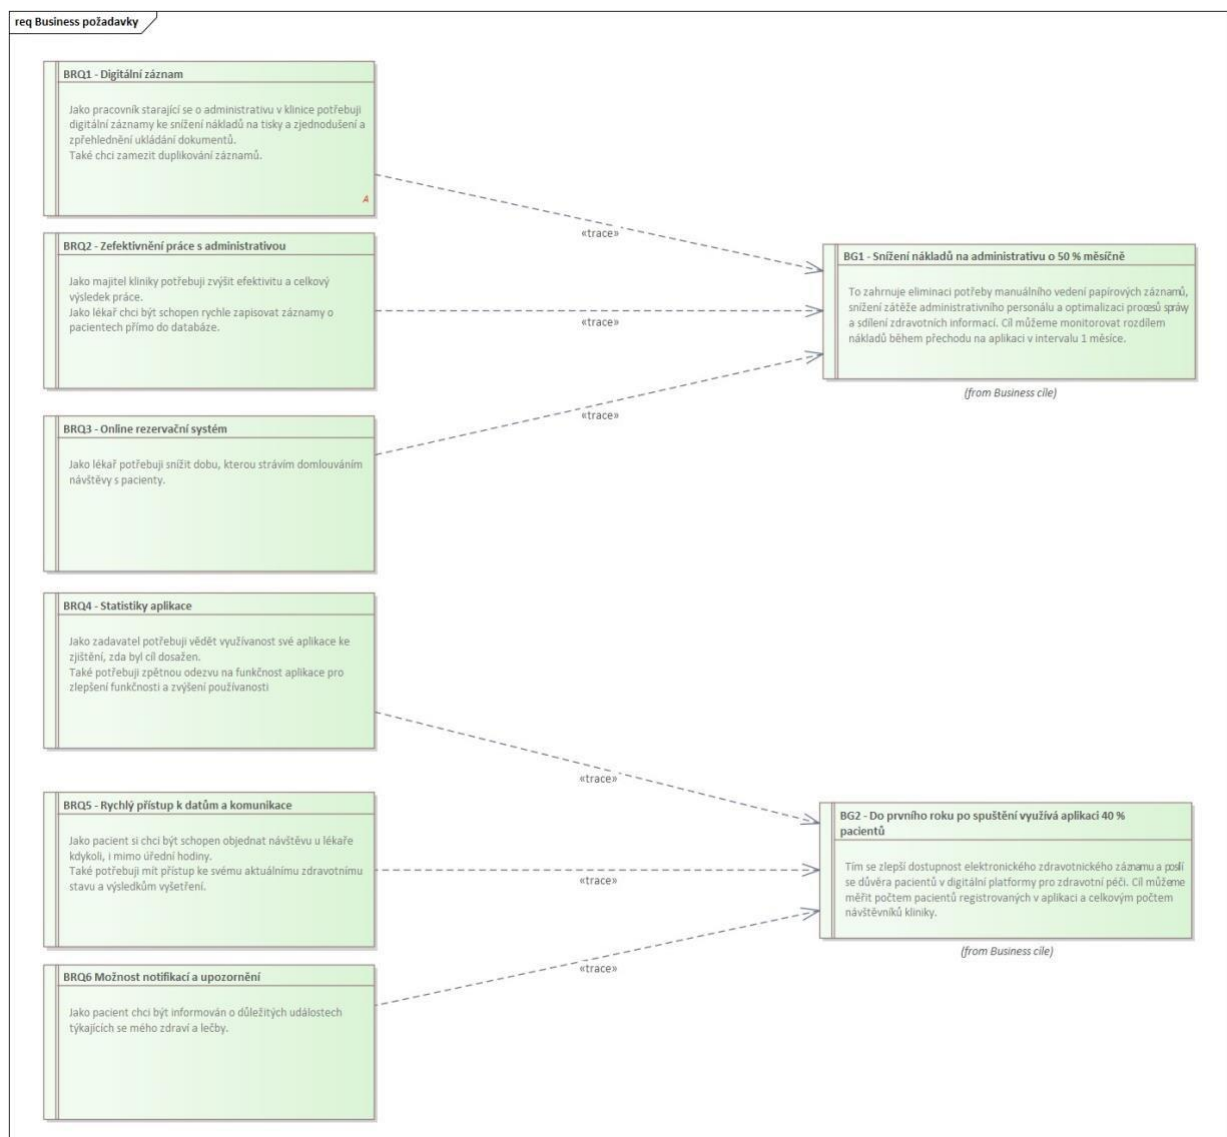 req Business požadavky
BRQ1 - Digitální záznam
Jako pracovník starající se o administrativu v klinice potřebuji
digitální záznamy ke snížení nákladů na tisky a zjednodušení a
zpřehlednění ukládání dokumentů.
Také chci zamezit duplikování záznamů.
A
«trace»
BRQ2 - Zefektivnění práce s administrativou
Jako majitel kliniky potřebuji zvýšit efektivitu a celkový
výsledek práce.
Jako lékař chci být schopen rychle zapisovat záznamy o
pacientech přímo do databáze.
«trace»
BG1 - Snížení nákladů na administrativu o 50 % měsíčně
To zahrnuje eliminaci potřeby manuálního vedení papírových záznamů,
snížení zátěže administrativního personálu a optimalizaci procesů správy
a sdílení zdravotních informací. Cíl můžeme monitorovat rozdílem
nákladů během přechodu na aplikaci v intervalu 1 měsíce.
(from Business cíle)
BRQ3 - Online rezervační systém
Jako lékař potřebuji snížit dobu, kterou strávím domlouváním
návštěvy s pacienty.
«trace»
BRQ4 - Statistiky aplikace
Jako zadavatel potřebuji vědět využívanost své aplikace ke
zjištění, zda byl cíl dosažen.
Také potřebuji zpětnou odezvu na funkčnost aplikace pro
zlepšení funkčnosti a zvýšení používanosti
«trace»
BRQ5 - Rychlý přístup k datům a komunikace
Jako pacient si chci být schopen objednat návštěvu u lékaře
kdykoli, i mimo úřední hodiny.
Také potřebuji mít přístup ke svému aktuálnímu zdravotnímu
stavu a výsledkům vyšetření.
«trace»
BG2 - Do prvního roku po spuštění využívá aplikaci 40 %
pacientů
Tím se zlepší dostupnost elektronického zdravotnického záznamu a posílí
se důvěra pacientů v digitální platformy pro zdravotní péči. Cíl můžeme
měřit počtem pacientů registrovaných v aplikaci a celkovým počtem
návštěvníků kliniky.
(from Business cíle)
BRQ6 Možnost notifikací a upozornění
Jako pacient chci být informován o důležitých událostech
týkajících se mého zdraví a lečby.
«trace»